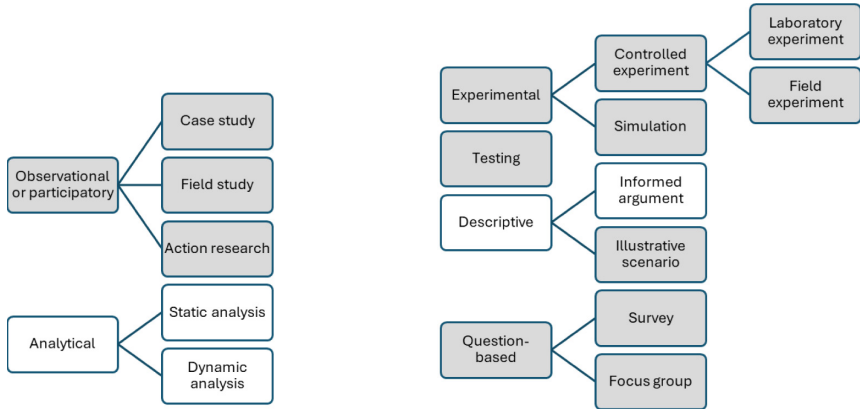 Observational
or participatory
Case study
Field study
Action research
Analytical
Static analysis
Dynamic
analysis
Experimental
Controlled
experiment
Laboratory
experiment
Field
experiment
Simulation
Testing
Descriptive
Informed
argument
Illustrative
scenario
Question-
based
Survey
Focus group